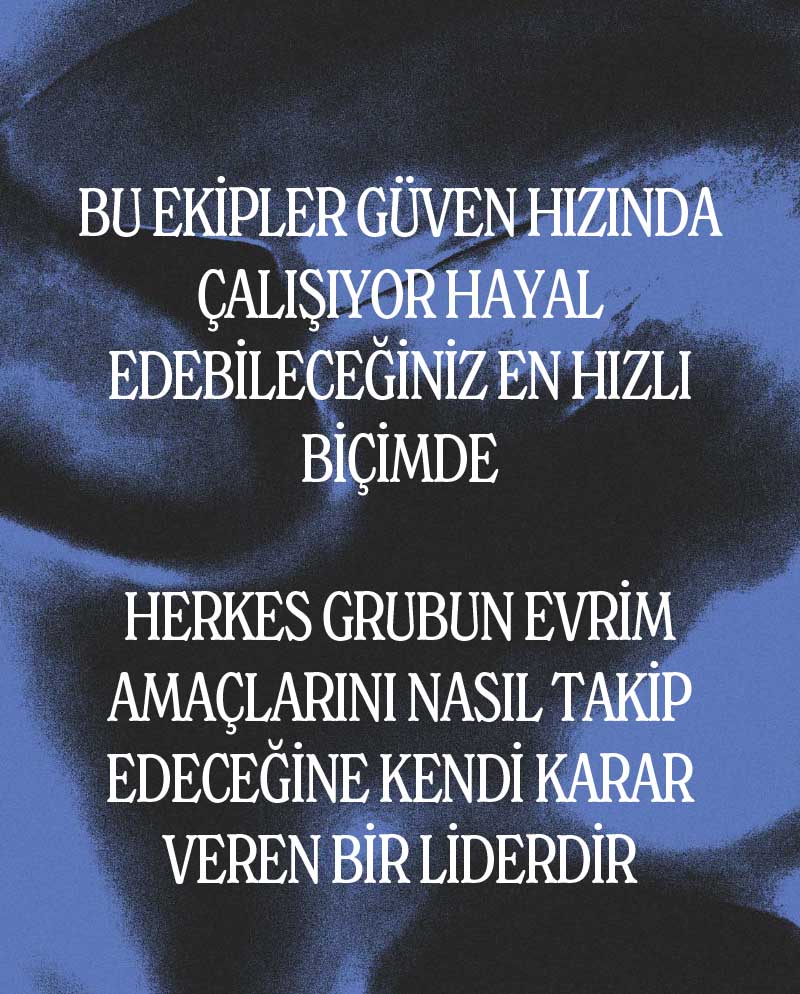 BU EKİPLER GÜVEN HIZINDA
ÇALIŞIYOR HAYAL
EDEBİLECEĞİNİZ EN HIZLI
BİÇİMDE
HERKES GRUBUN EVRİM
AMAÇLARINI NASIL TAKİP
EDECEĞİNE KENDİ KARAR
VEREN BİR LİDERDİR